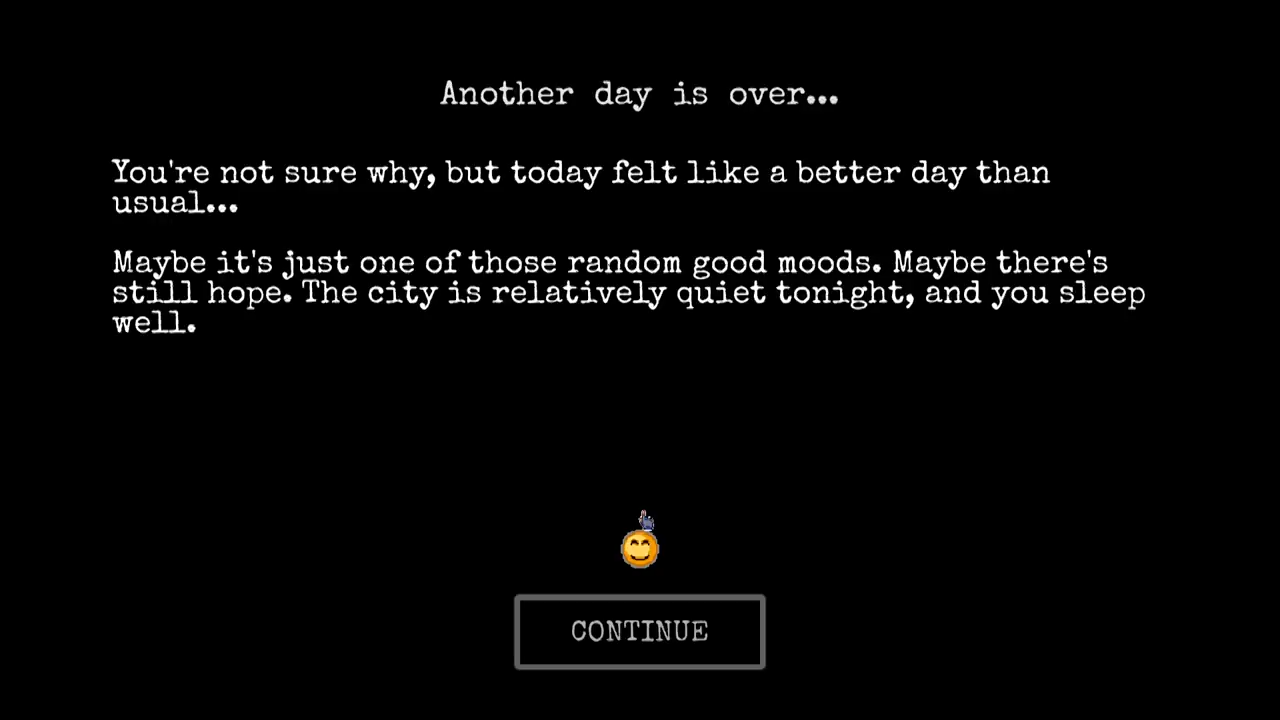 Another day is over...
You're not sure why, but today felt like a better day than
usual...
Maybe it's just one of those random good moods. Maybe there's
still hope. The city is relatively quiet tonight, and you sleep
well.
CONTINUE